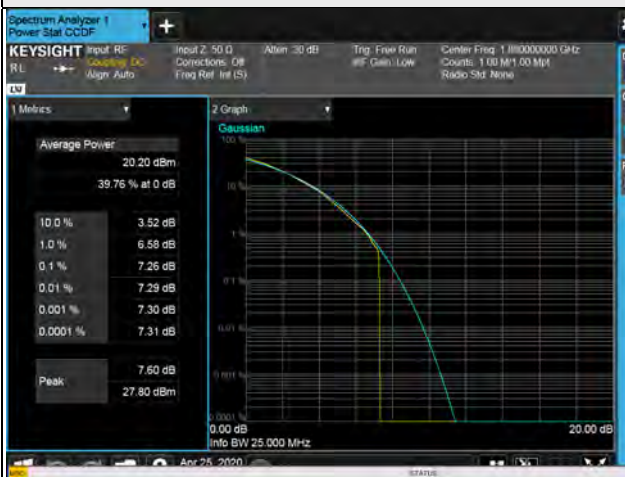 Spectrum Analyzer 1
Power Stat CCDF
+
KEYSIGHT Input: RF Input Z: 50 Ω Atten: 30 dB Trig: Free Run Center Freq: 1.880000000 GHz
RL Coupling: DC Corrections: Off #IF Gain: Low Counts: 1.00 M/1.00 Mpt
Align: Auto Freq Ref: Int (S) Radio Std: None
LW
1 Metrics
2 Graph
Gaussian
Average Power
20.20 dBm
39.76 % at 0 dB
10.0 % 3.52 dB
1.0 % 6.58 dB
0.1 % 7.26 dB
0.01 % 7.29 dB
0.001 % 7.30 dB
0.0001 % 7.31 dB
Peak 7.60 dB
27.80 dBm
100 %
10 %
1 %
0.1 %
0.01 %
0.001 %
0.0001 %
0.00 dB 20.00 dB
Info BW 25.000 MHz
Apr 25, 2020
MSG STATUS